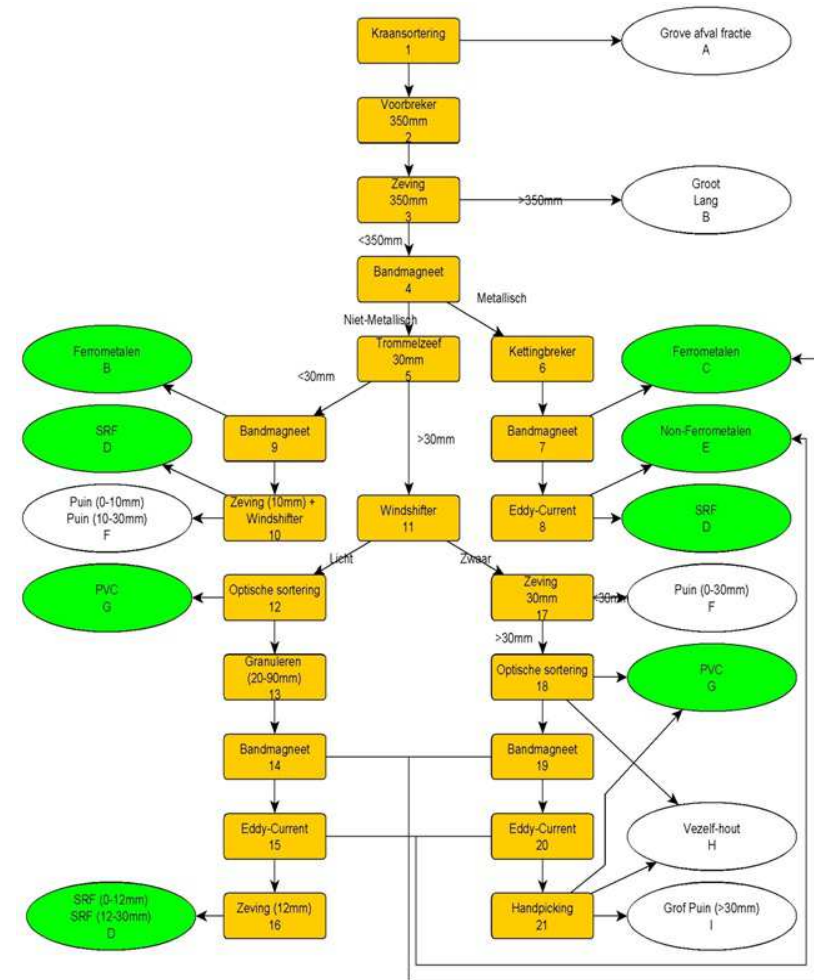 Kraansortering
1
Grove afval fractie
A
Voorbreker
350mm
2
Zeving
350mm
3
>350mm
Groot
Lang
B
<350mm
Bandmagneet
4
Metallisch
Niet-Metallisch
Ferrometalen
B
Trommelzeef
30mm
5
Kettingbreker
6
Ferrometalen
C
<30mm
SRF
D
Bandmagneet
9
>30mm
Bandmagneet
7
Non-Ferrometalen
E
Puin (0-10mm)
Puin (10-30mm)
F
Zeving (10mm) +
Windshifter
10
Windshifter
11
Eddy-Current
8
SRF
D
Licht
Zwaar
PVC
G
Optische sortering
12
Zeving
30mm
17
<30mm
Puin (0-30mm)
F
>30mm
Granuleren
(20-90mm)
13
Optische sortering
18
PVC
G
Bandmagneet
14
Bandmagneet
19
Eddy-Current
15
Eddy-Current
20
Vezelf-hout
H
SRF (0-12mm)
SRF (12-30mm)
D
Zeving (12mm)
16
Handpicking
21
Grof Puin (>30mm)
I